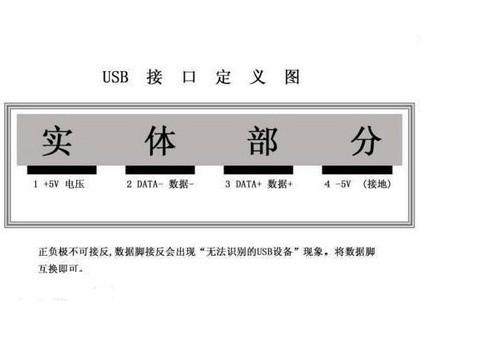 USB 接口定义图
实体部分
1 +5V 电压 2 DATA- 数据- 3 DATA+ 数据+ 4 -5V (接地)
正负极不可接反,数据脚接反会出现“无法识别的USB设备”现象，将数据脚
互换即可。